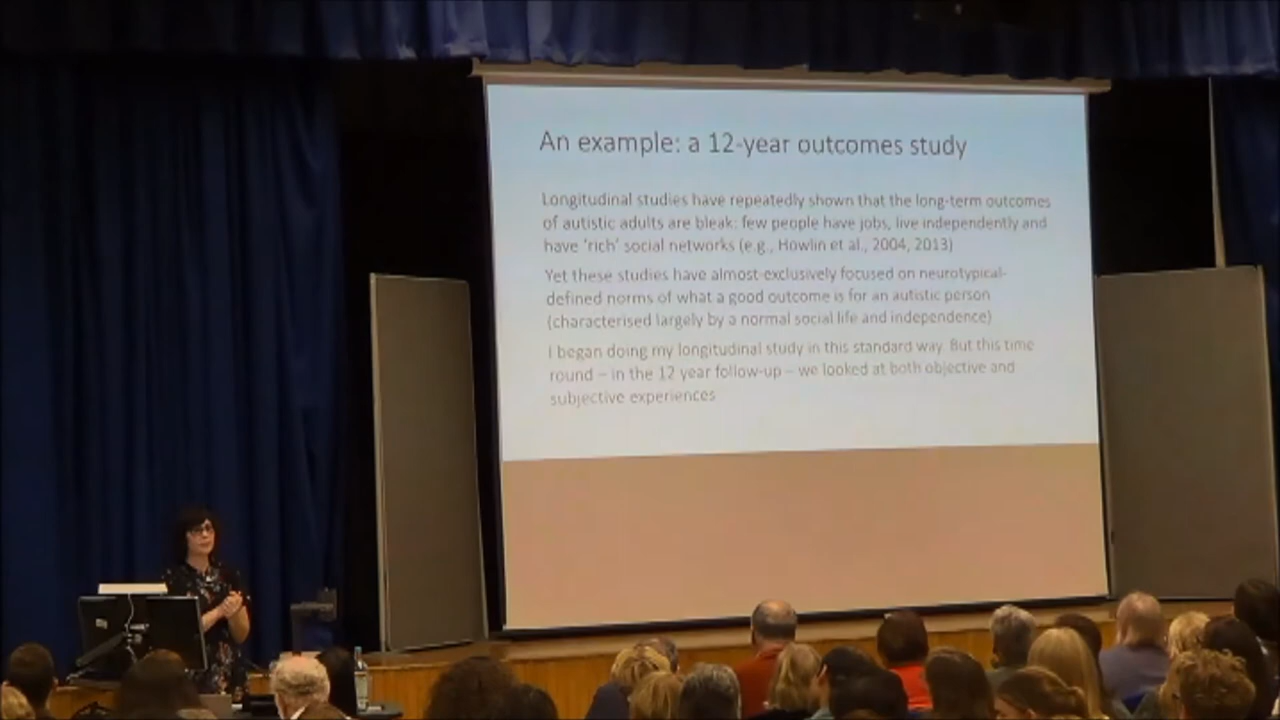 An example: a 12-year outcomes study
Longitudinal studies have repeatedly shown that the long-term outcomes
of autistic adults are bleak: few people have jobs, live independently and
have ‘rich’ social networks (e.g., Howlin et al., 2004, 2013)
Yet these studies have almost-exclusively focused on neurotypical-
defined norms of what a good outcome is for an autistic person
(characterised largely by a normal social life and independence)
I began doing my longitudinal study in this standard way. But this time
round – in the 12 year follow-up – we looked at both objective and
subjective experiences